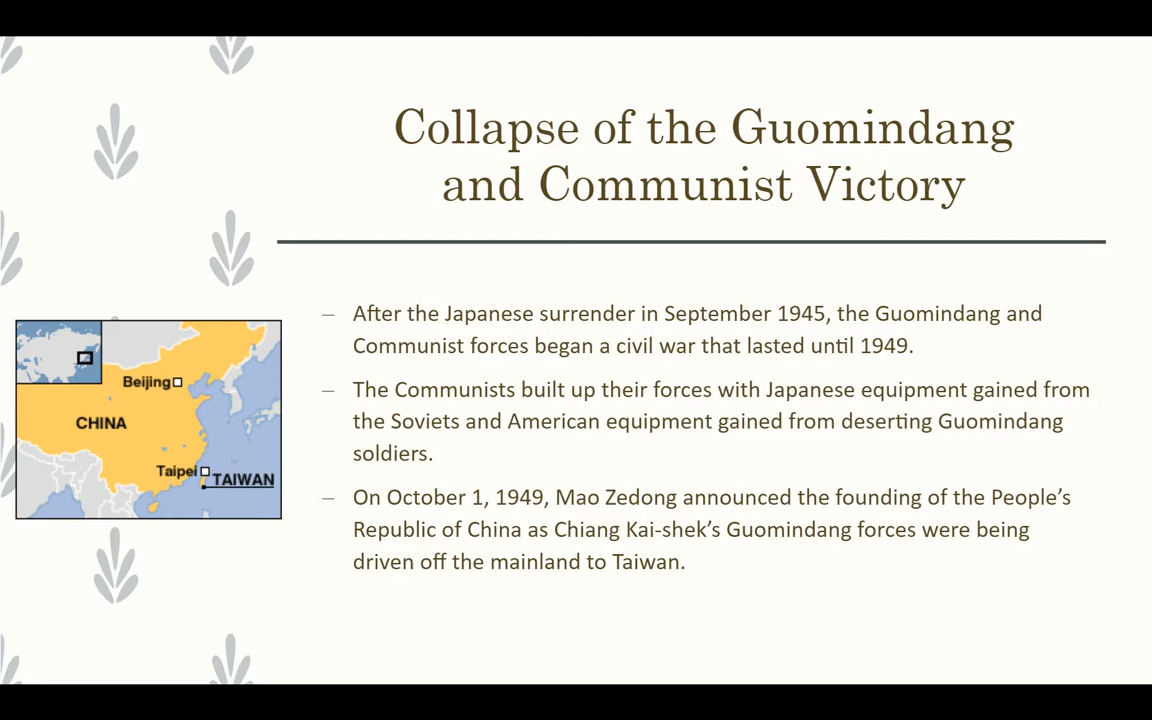 Collapse of the Guomindang
and Communist Victory
– After the Japanese surrender in September 1945, the Guomindang and
Communist forces began a civil war that lasted until 1949.
– The Communists built up their forces with Japanese equipment gained from
the Soviets and American equipment gained from deserting Guomindang
soldiers.
– On October 1, 1949, Mao Zedong announced the founding of the People’s
Republic of China as Chiang Kai-shek’s Guomindang forces were being
driven off the mainland to Taiwan.
Beijing
CHINA
Taipei
TAIWAN